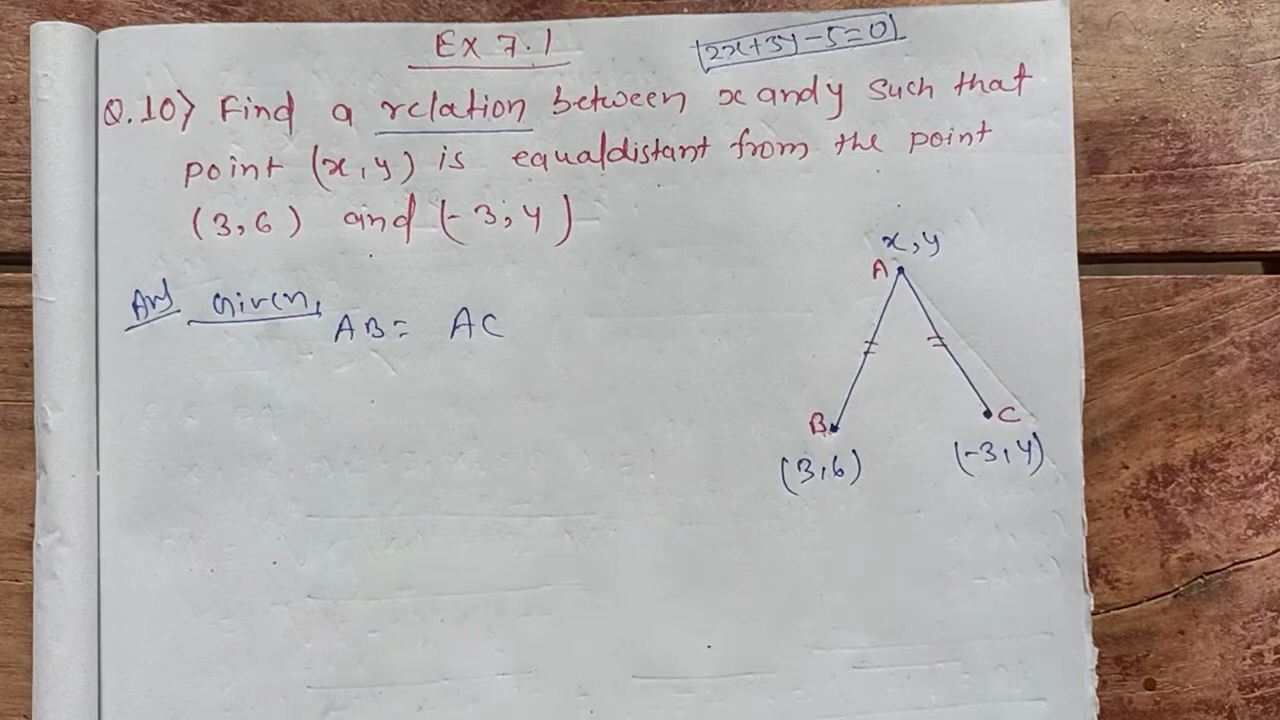 Ex 7.1
2x+3y-5=0
Q.10) Find a relation between x and y such that
point (x,y) is equaldistant from the point
(3,6) and (-3,4)
Ans Given,
AB = AC
x,y
A
B
C
(3,6)
(-3,4)